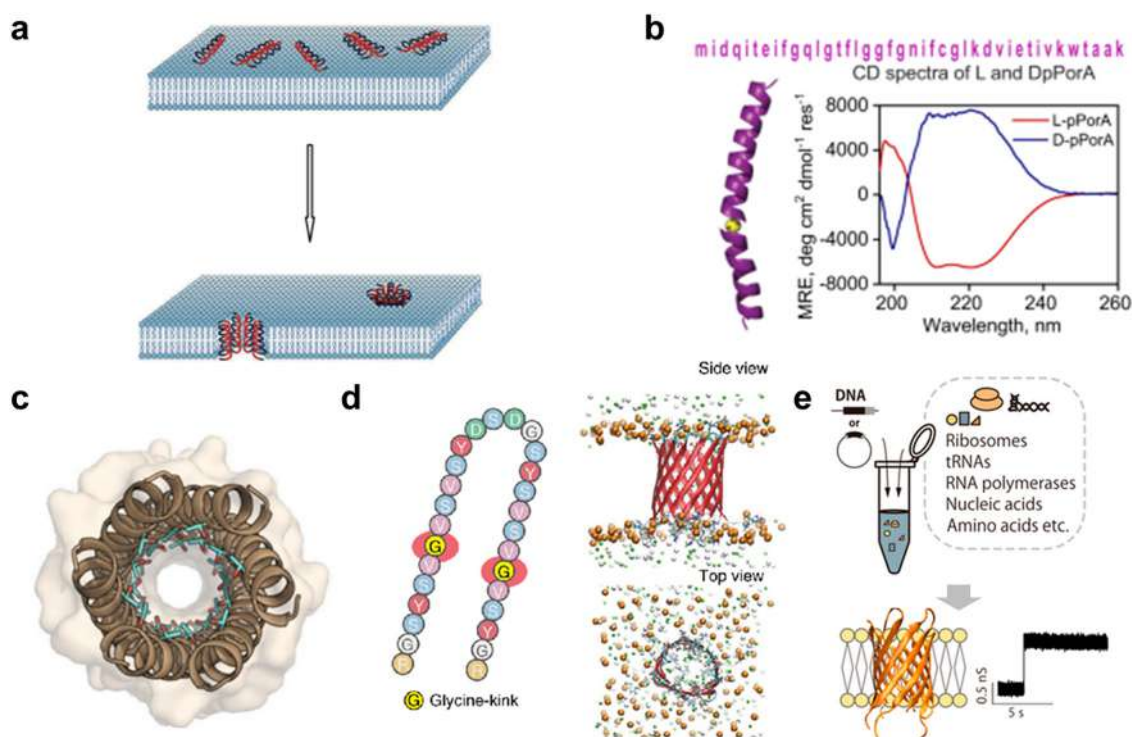 a
b
midqiteifgqlgtflggfgnifcglkdvietivkwtaak
CD spectra of L and DpPorA
MRE, deg cm² dmol⁻¹ res⁻¹
8000
4000
0
-4000
-8000
L-pPorA
D-pPorA
200
220
240
260
Wavelength, nm
c
d
D S D
Y G
G
G
G Glycine-kink
Side view
Top view
e
DNA
or
Ribosomes
tRNAs
RNA polymerases
Nucleic acids
Amino acids etc.
0.5 nS
5 s